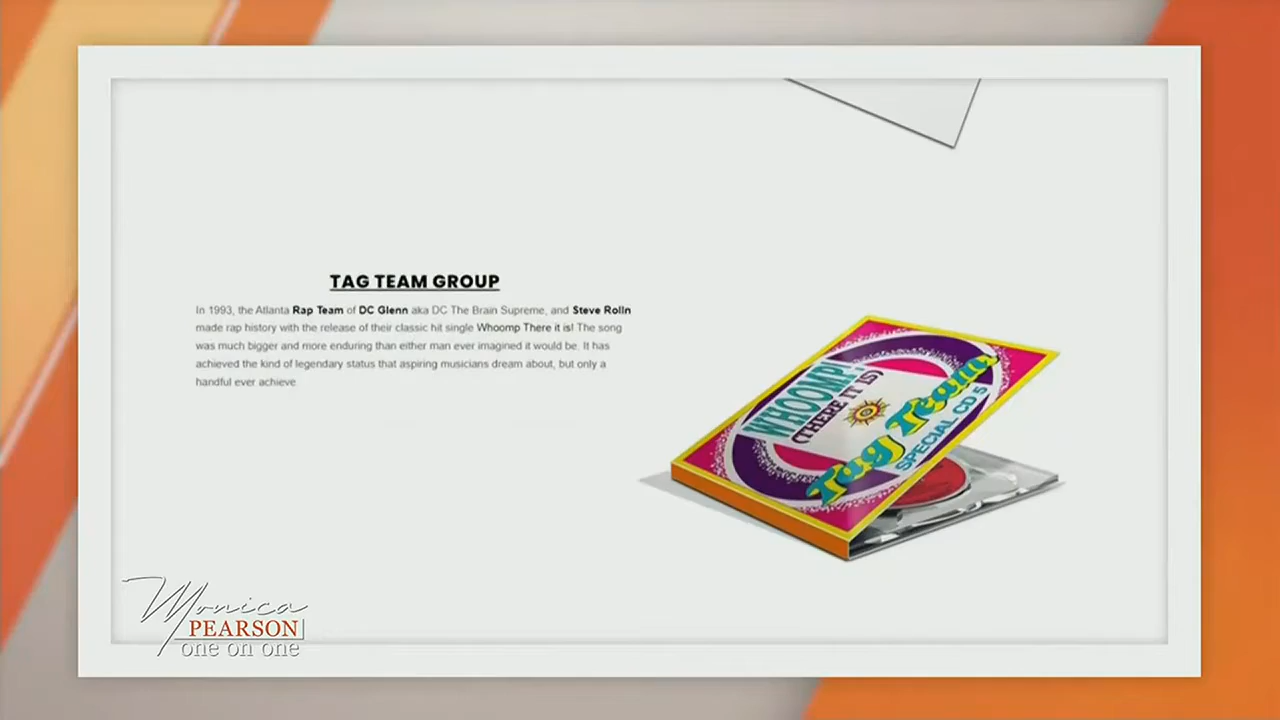 TAG TEAM GROUP
In 1993, the Atlanta Rap Team of DC Glenn aka DC The Brain Supreme, and Steve Rolln
made rap history with the release of their classic hit single Whoomp There it is! The song
was much bigger and more enduring than either man ever imagined it would be. It has
achieved the kind of legendary status that aspiring musicians dream about, but only a
handful ever achieve
WHOOMP!
(THERE IT IS)
Tag Team
SPECIAL CD 5
Monica
PEARSON
one on one